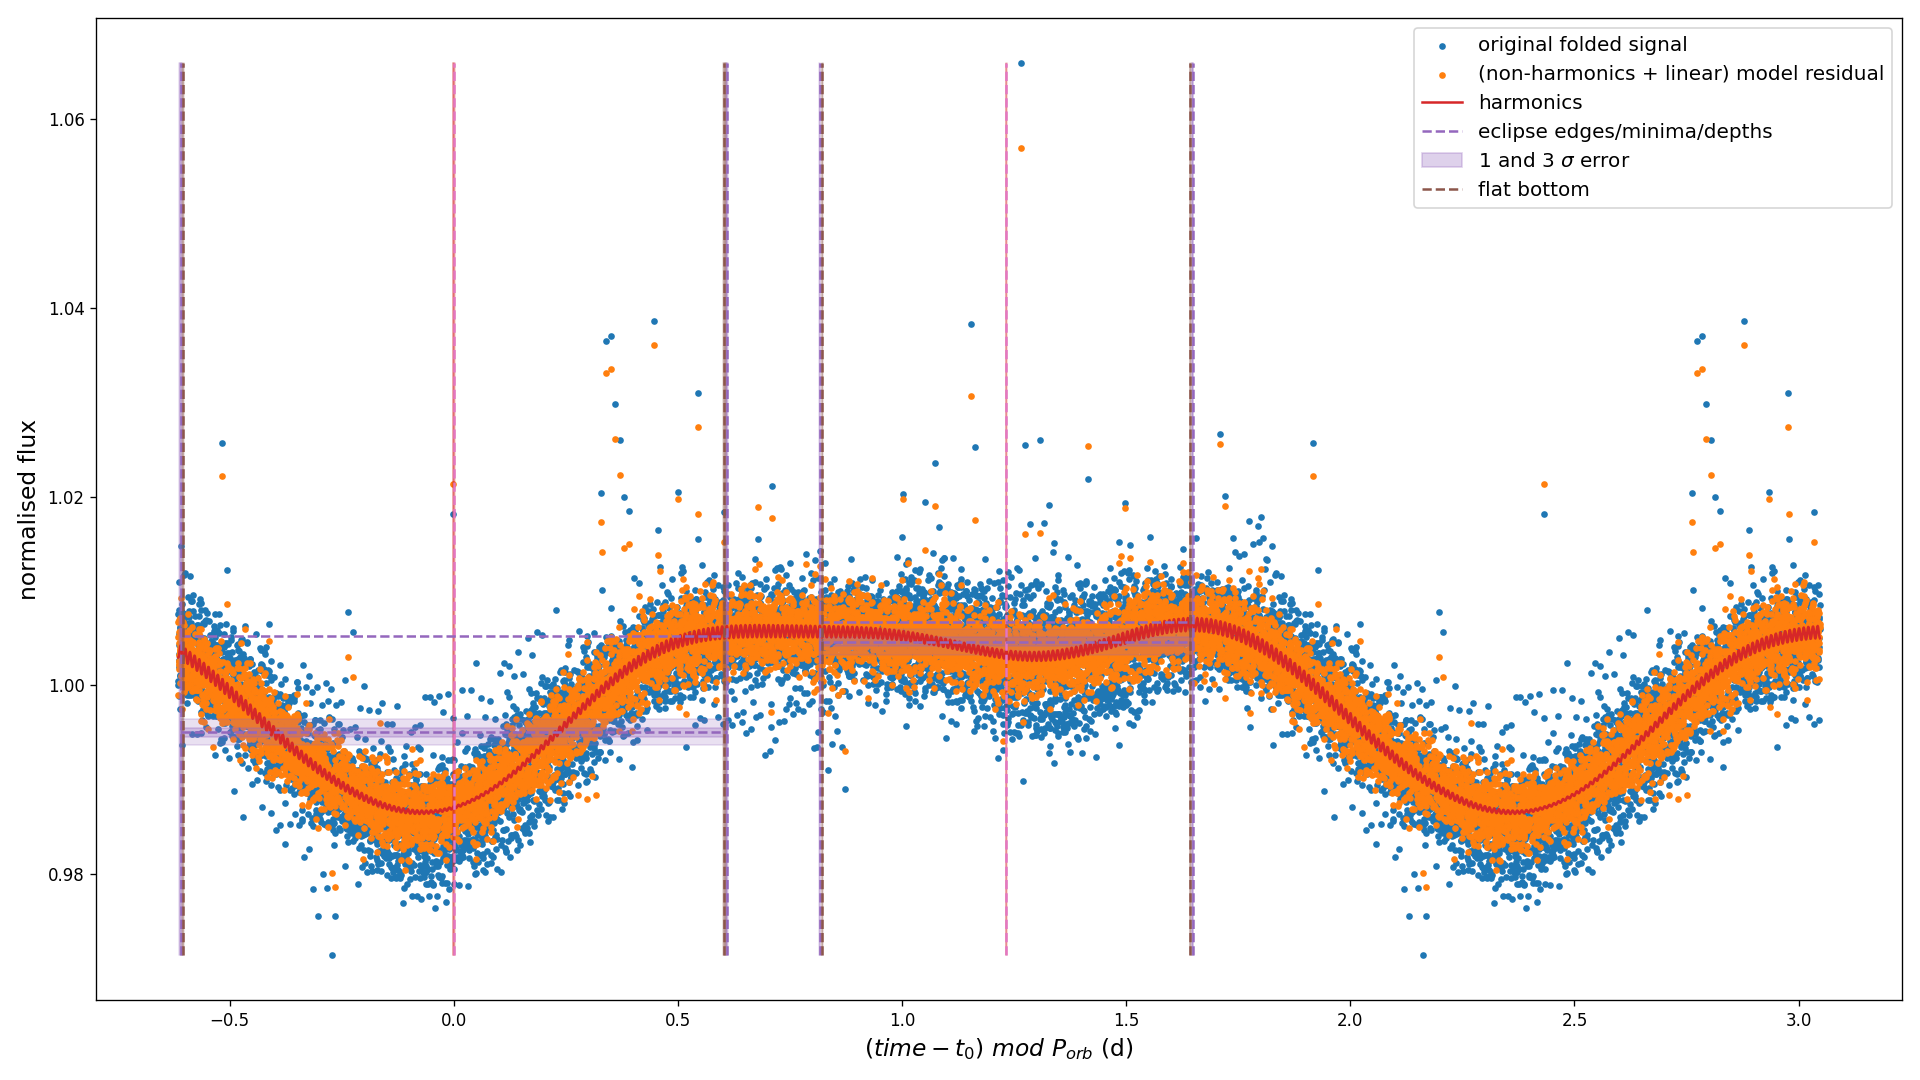 original folded signal
(non-harmonics + linear) model residual
harmonics
eclipse edges/minima/depths
1 and 3 σ error
flat bottom
normalised flux
1.06
1.04
1.02
1.00
0.98
−0.5 0.0 0.5 1.0 1.5 2.0 2.5 3.0
(time − t₀) mod P_orb (d)